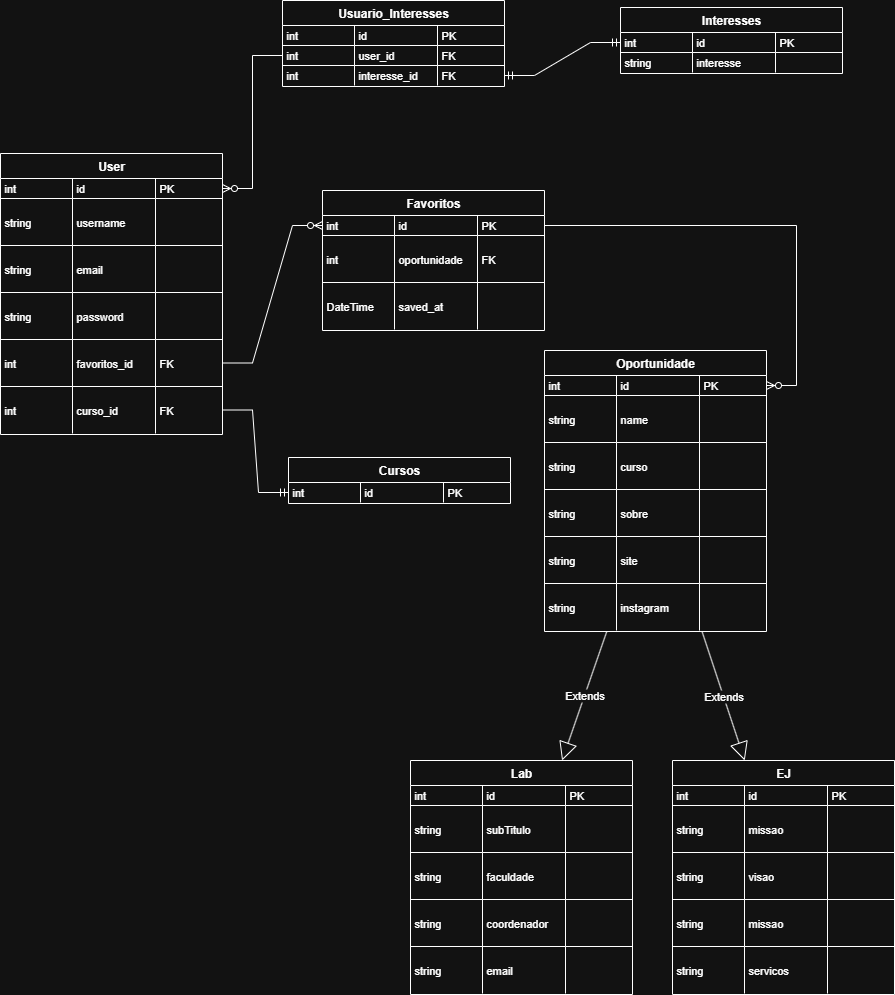 Usuario_Interesses
int id PK
int user_id FK
int interesse_id FK
Interesses
int id PK
string interesse
User
int id PK
string username
string email
string password
int favoritos_id FK
int curso_id FK
Favoritos
int id PK
int oportunidade FK
DateTime saved_at
Cursos
int id PK
Oportunidade
int id PK
string name
string curso
string sobre
string site
string instagram
Extends
Extends
Lab
int id PK
string subTitulo
string faculdade
string coordenador
string email
EJ
int id PK
string missao
string visao
string missao
string servicos